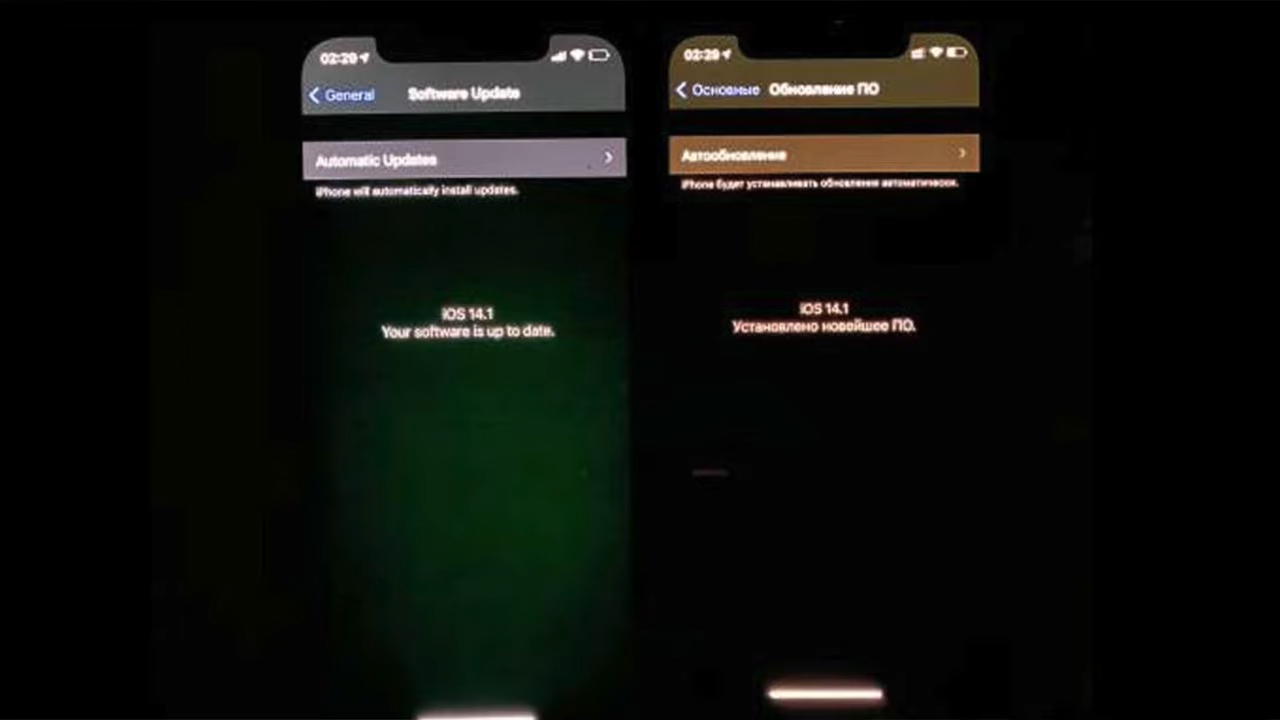 02:29
General
Software Update
Automatic Updates
iPhone will automatically install updates.
iOS 14.1
Your software is up to date.
02:29
Основные
Обновление ПО
Автообновление
iPhone будет устанавливать обновления автоматически.
iOS 14.1
Установлено новейшее ПО.